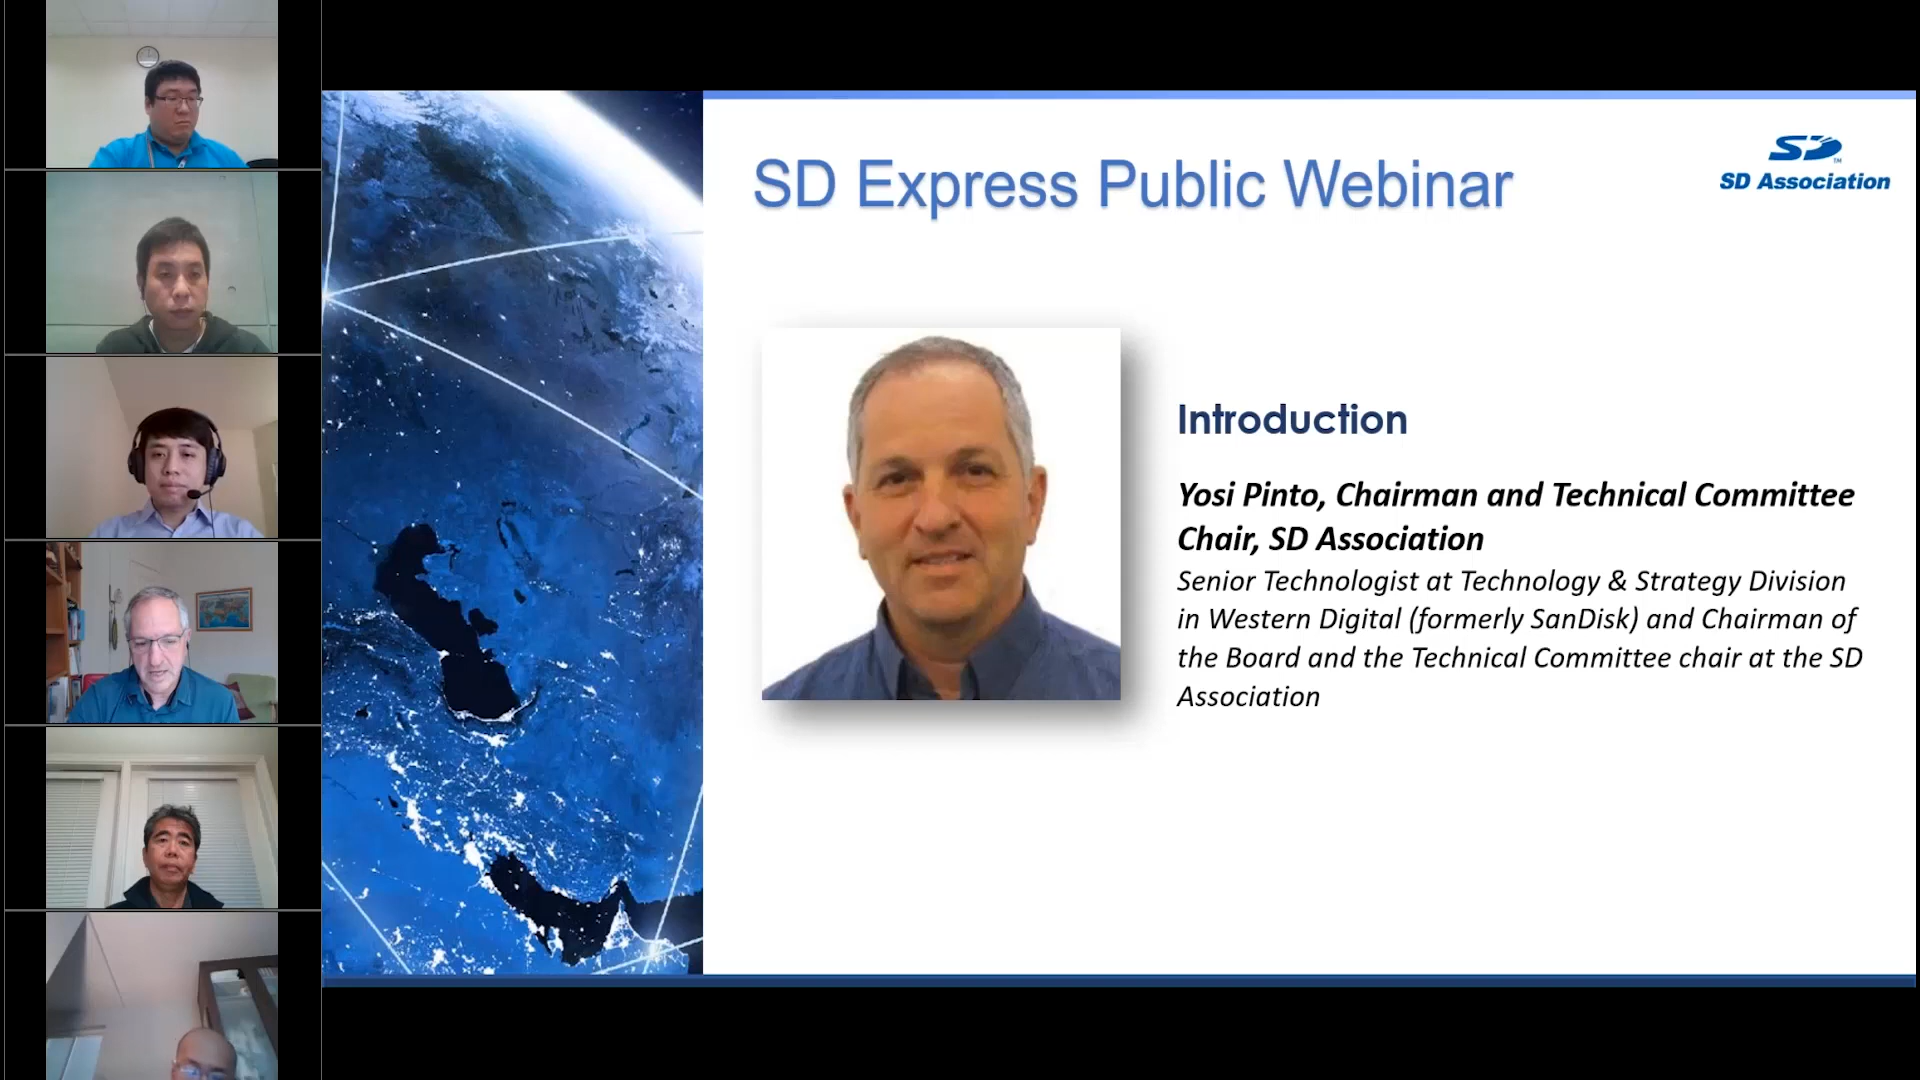 SD Express Public Webinar
SD
TM
SD Association
Introduction
Yosi Pinto, Chairman and Technical Committee
Chair, SD Association
Senior Technologist at Technology & Strategy Division
in Western Digital (formerly SanDisk) and Chairman of
the Board and the Technical Committee chair at the SD
Association